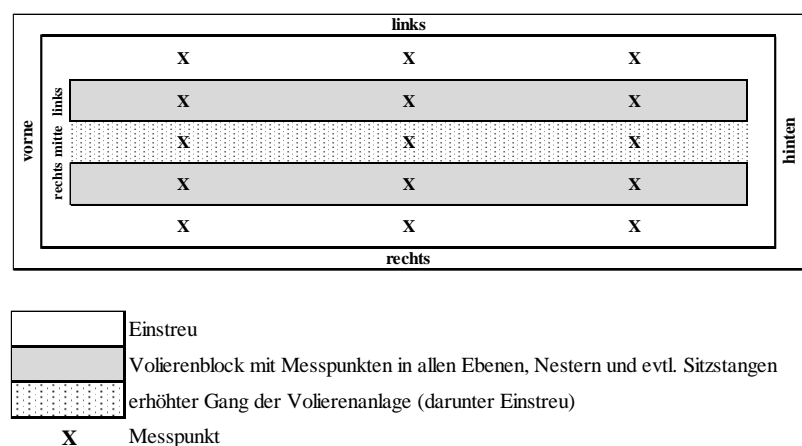 links
X X X
links
X X X
vorne
mitte
X X X
hinten
rechts
X X X
X X X
rechts
Einstreu
Volierenblock mit Messpunkten in allen Ebenen, Nestern und evtl. Sitzstangen
erhöhter Gang der Volierenanlage (darunter Einstreu)
X Messpunkt